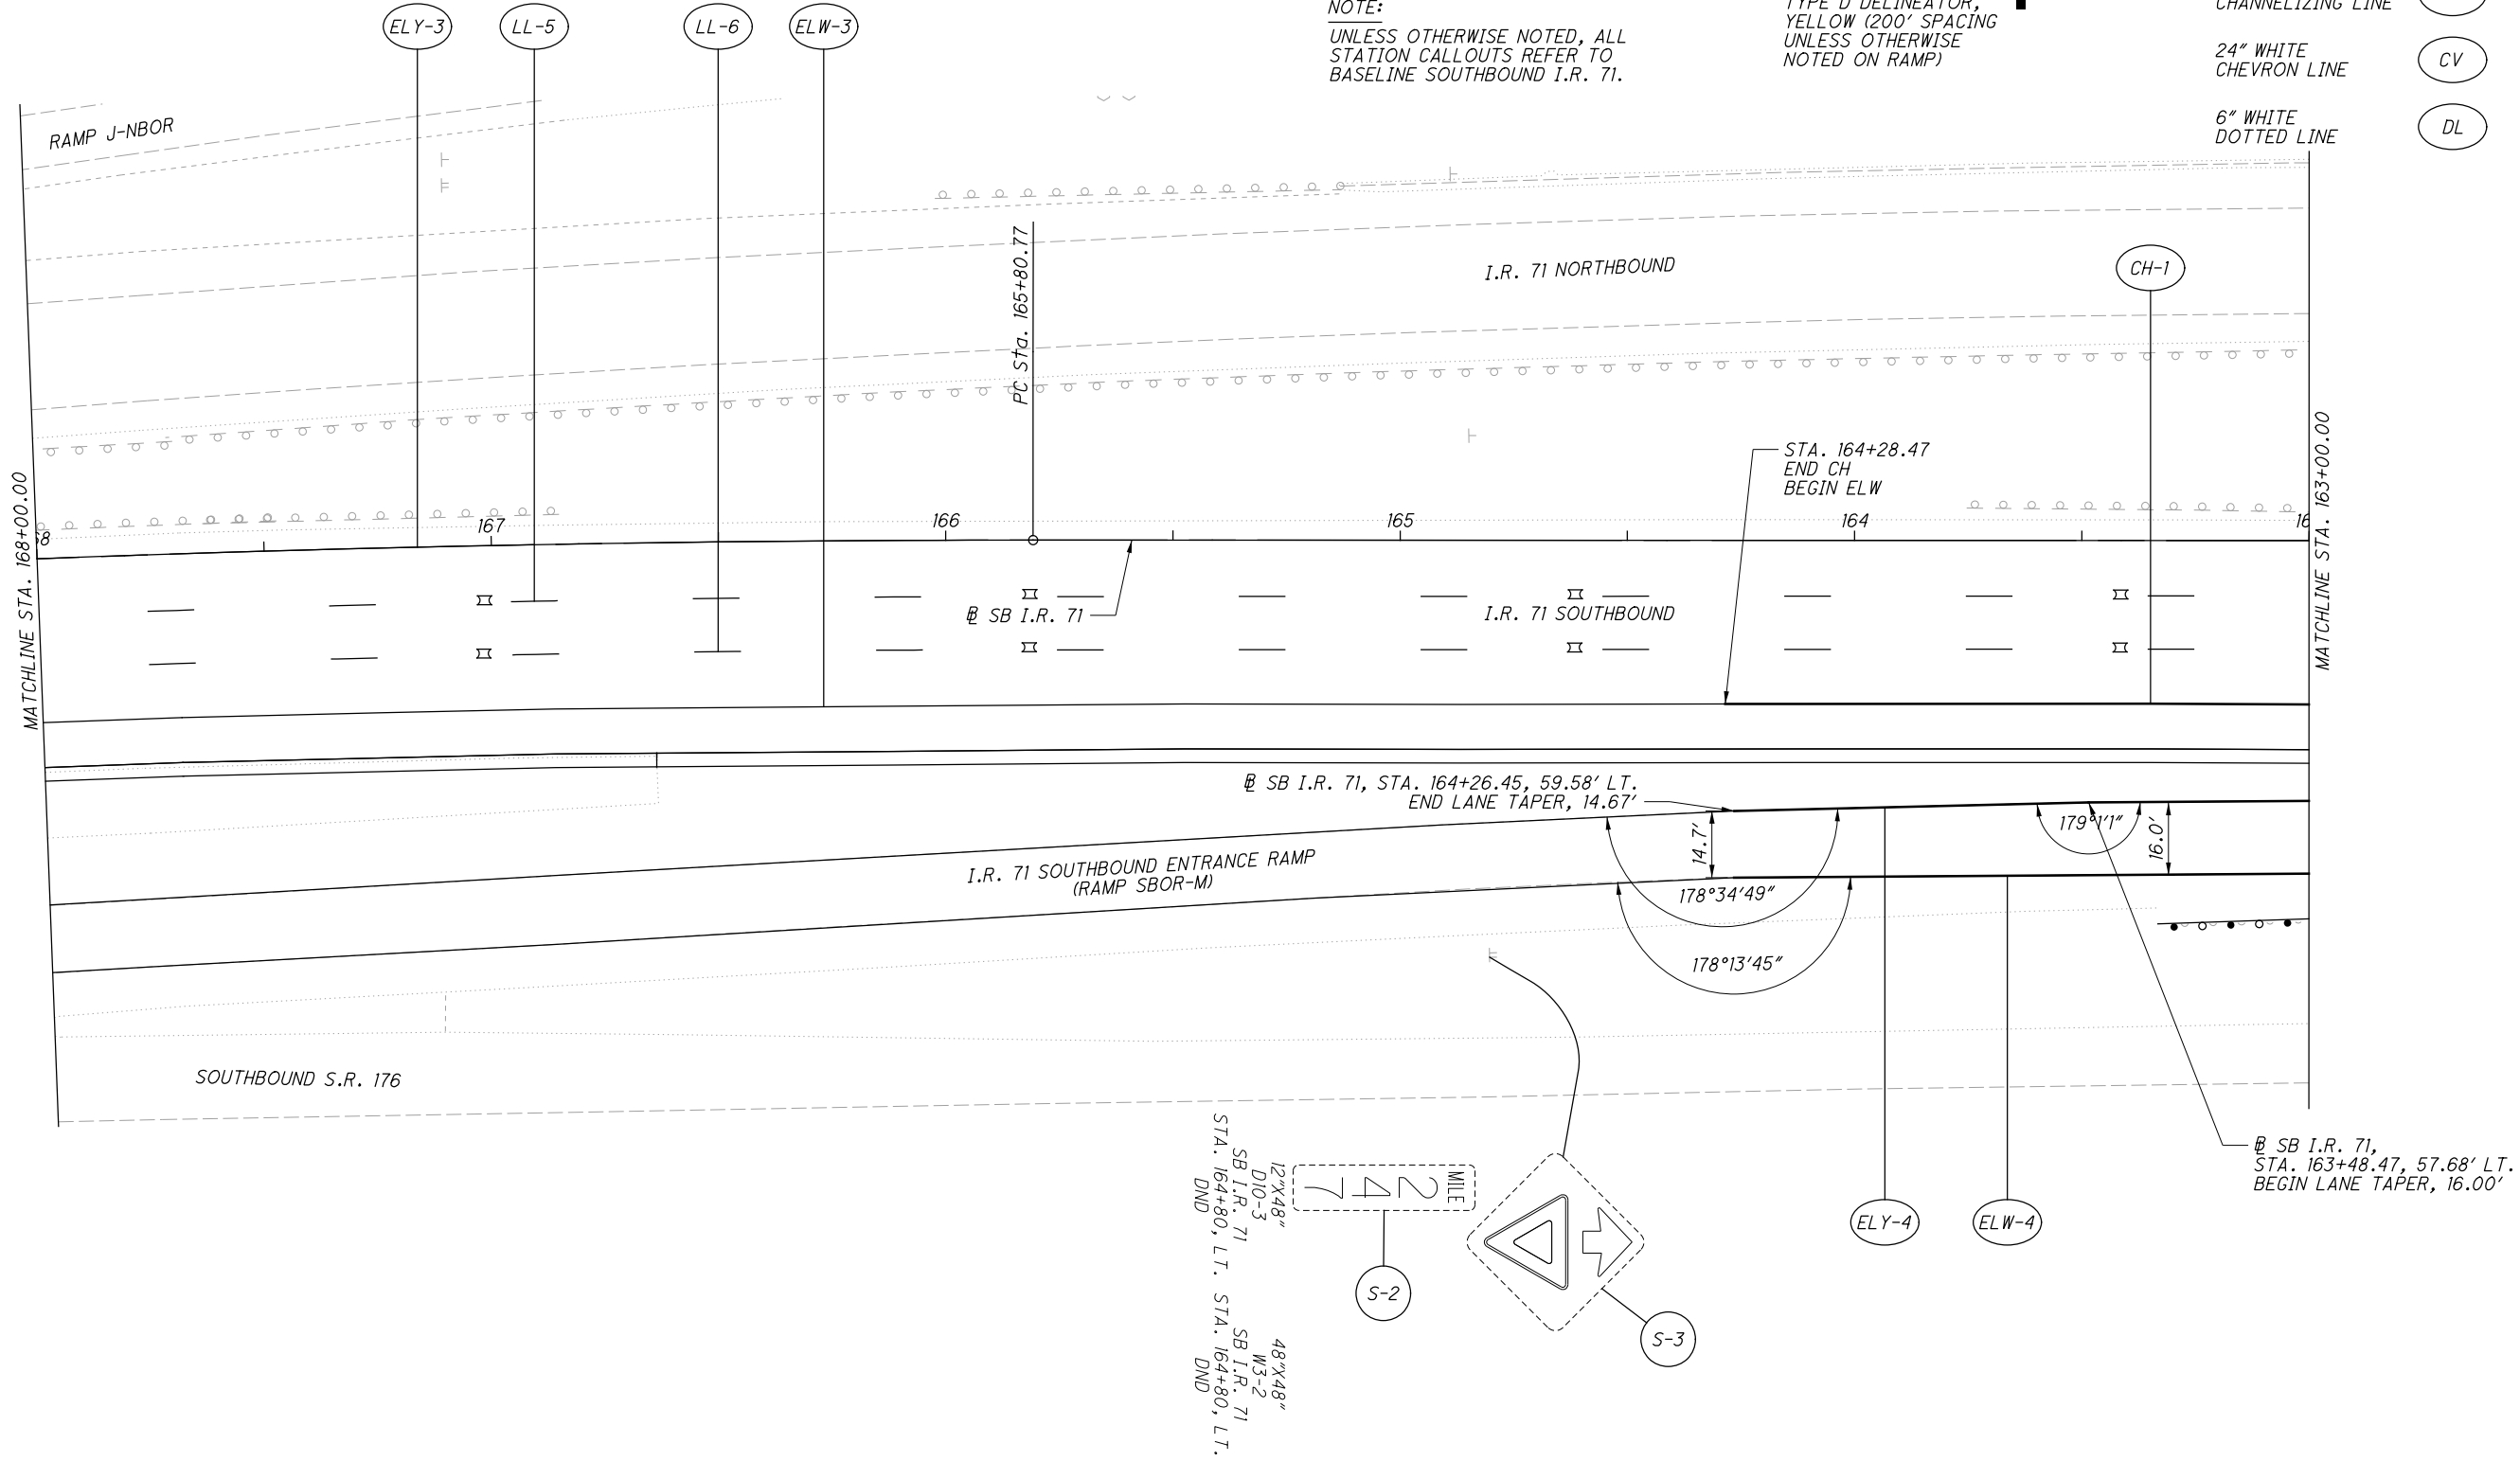 ELY-3
LL-5
LL-6
ELW-3
NOTE:
UNLESS OTHERWISE NOTED, ALL
STATION CALLOUTS REFER TO
BASELINE SOUTHBOUND I.R. 71.
TYPE D DELINEATOR,
YELLOW (200' SPACING
UNLESS OTHERWISE
NOTED ON RAMP)
CHANNELIZING LINE
24" WHITE
CHEVRON LINE
CV
6" WHITE
DOTTED LINE
DL
RAMP J-NBOR
PC Sta. 165+80.77
I.R. 71 NORTHBOUND
CH-1
STA. 164+28.47
END CH
BEGIN ELW
MATCHLINE STA. 168+00.00
68
167
166
165
164
16
MATCHLINE STA. 163+00.00
℄ SB I.R. 71
I.R. 71 SOUTHBOUND
℄ SB I.R. 71, STA. 164+26.45, 59.58' LT.
END LANE TAPER, 14.67'
14.7'
179°1'1"
16.0'
I.R. 71 SOUTHBOUND ENTRANCE RAMP
(RAMP SBOR-M)
178°34'49"
178°13'45"
SOUTHBOUND S.R. 176
℄ SB I.R. 71,
STA. 163+48.47, 57.68' LT.
BEGIN LANE TAPER, 16.00'
MILE
247
12"X48"
D10-3
SB I.R. 71
STA. 164+80, LT.
DND
S-2
48"X48"
W3-2
SB I.R. 71
STA. 164+80, LT.
DND
S-3
ELY-4
ELW-4